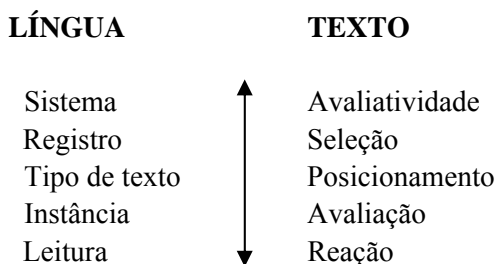 LÍNGUA TEXTO
Sistema Avaliatividade
Registro Seleção
Tipo de texto Posicionamento
Instância Avaliação
Leitura Reação